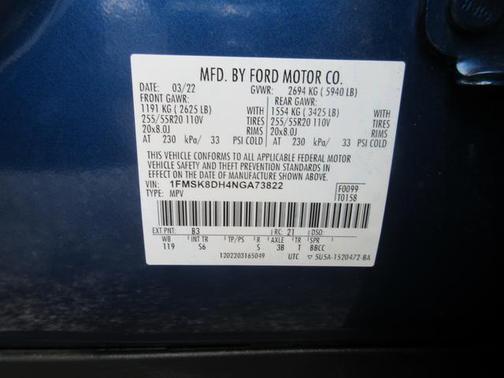 MFD. BY FORD MOTOR CO.
DATE: 03/22 GVWR: 2694 KG ( 5940 LB)
FRONT GAWR: REAR GAWR:
1191 KG ( 2625 LB) 1554 KG ( 3425 LB)
255/55R20 110V TIRES 255/55R20 110V
20x8.0J RIMS 20x8.0J RIMS
AT 230 kPa/ 33 PSI COLD AT 230 kPa/ 33 PSI COLD
THIS VEHICLE CONFORMS TO ALL APPLICABLE FEDERAL MOTOR
VEHICLE SAFETY AND THEFT PREVENTION STANDARDS IN
EFFECT ON THE DATE OF MANUFACTURE SHOWN ABOVE.
VIN: 1FMSK8DH4NGA73822 F0099
TYPE: MPV T0158
EXT PNT: B3 RC: 21 DSO:
WB INT TR TP/PS R AXLE TR SPR
119 S6 S 3B T BBCC
1202203165049 UTC ▽ 5U5A-1520472-BA